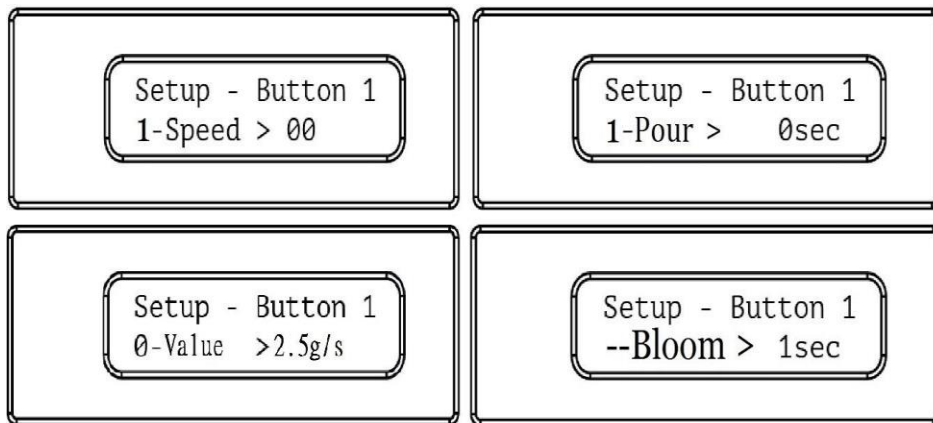 Setup - Button 1
1-Speed > 00
Setup - Button 1
1-Pour > 0sec
Setup - Button 1
0-Value >2.5g/s
Setup - Button 1
--Bloom > 1sec